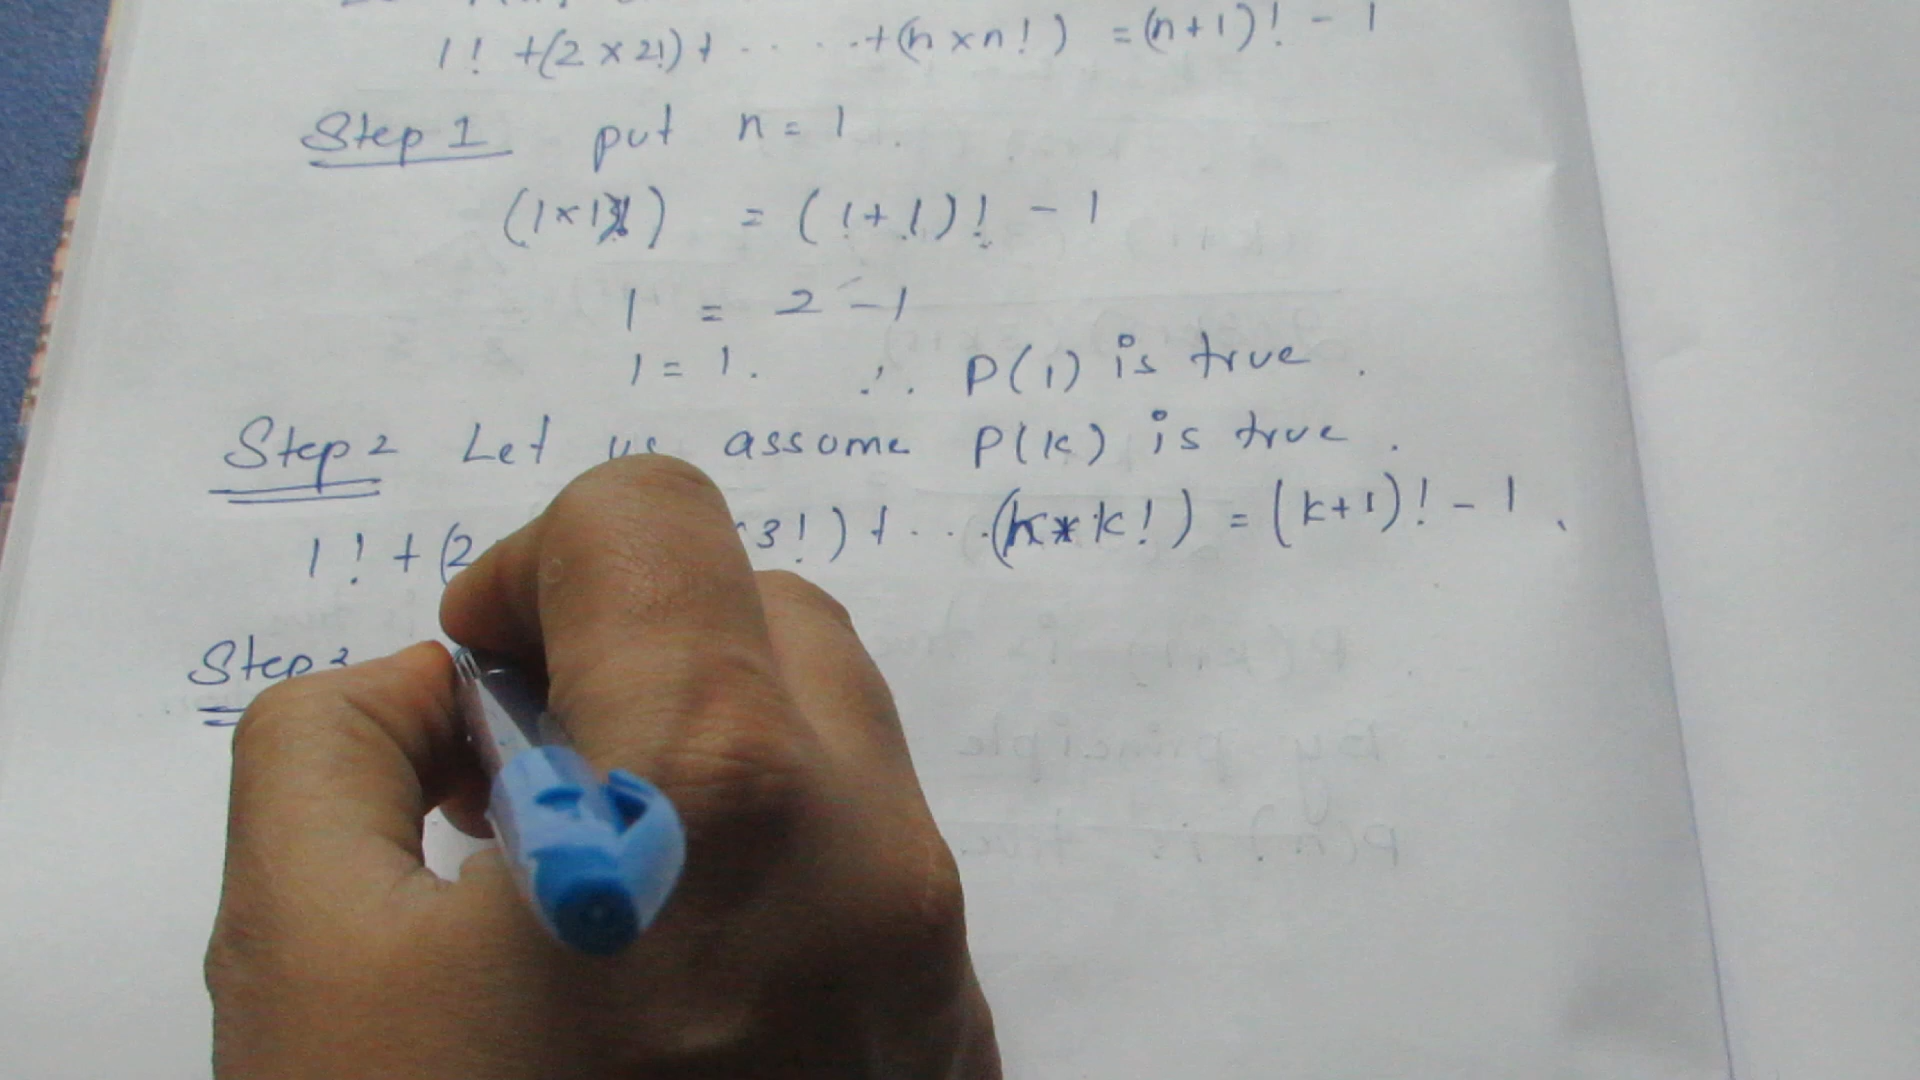 1! + (2 × 2!) + . . . . + (n × n!) = (n+1)! - 1
Step 1 put n = 1.
(1×1!) = (1+1)! - 1
1 = 2 - 1
1 = 1. ∴ P(1) is true.
Step 2 Let us assume P(k) is true.
1! + (2 3!) + . . . (k * k!) = (k+1)! - 1.
Step 3